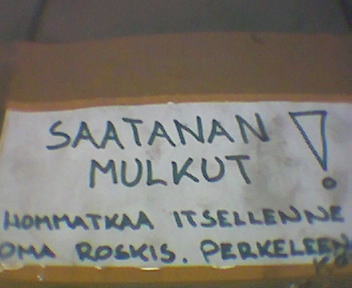 SAATANAN
MULKUT !
HOMMATKAA ITSELLENNE
OMA ROSKIS. PERKELEEN